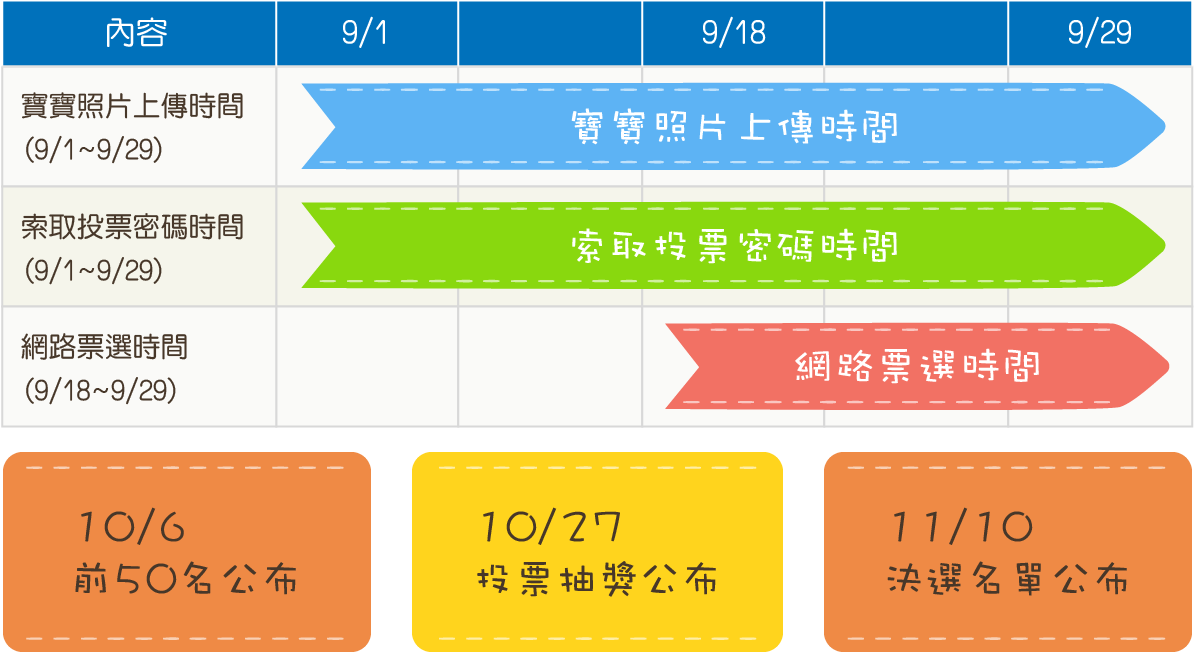 內容 9/1 9/18 9/29
寶寶照片上傳時間
(9/1~9/29)
寶寶照片上傳時間
索取投票密碼時間
(9/1~9/29)
索取投票密碼時間
網路票選時間
(9/18~9/29)
網路票選時間
10/6
前50名公布
10/27
投票抽獎公布
11/10
決選名單公布